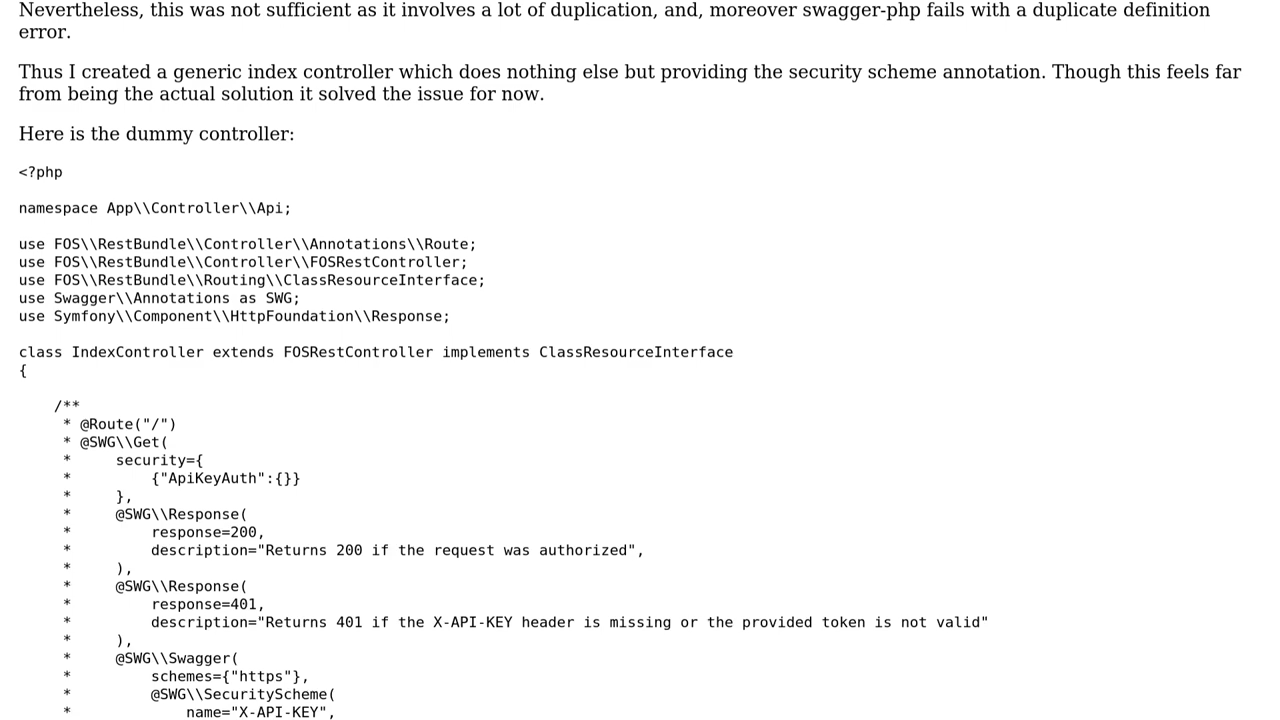 Nevertheless, this was not sufficient as it involves a lot of duplication, and, moreover swagger-php fails with a duplicate definition
error.
Thus I created a generic index controller which does nothing else but providing the security scheme annotation. Though this feels far
from being the actual solution it solved the issue for now.
Here is the dummy controller:
<?php
namespace App\\Controller\\Api;
use FOS\\RestBundle\\Controller\\Annotations\\Route;
use FOS\\RestBundle\\Controller\\FOSRestController;
use FOS\\RestBundle\\Routing\\ClassResourceInterface;
use Swagger\\Annotations as SWG;
use Symfony\\Component\\HttpFoundation\\Response;
class IndexController extends FOSRestController implements ClassResourceInterface
{
    /**
     * @Route("/")
     * @SWG\\Get(
     *     security={
     *         {"ApiKeyAuth":{}}
     *     },
     *     @SWG\\Response(
     *         response=200,
     *         description="Returns 200 if the request was authorized",
     *     ),
     *     @SWG\\Response(
     *         response=401,
     *         description="Returns 401 if the X-API-KEY header is missing or the provided token is not valid"
     *     ),
     *     @SWG\\Swagger(
     *         schemes={"https"},
     *         @SWG\\SecurityScheme(
     *             name="X-API-KEY",